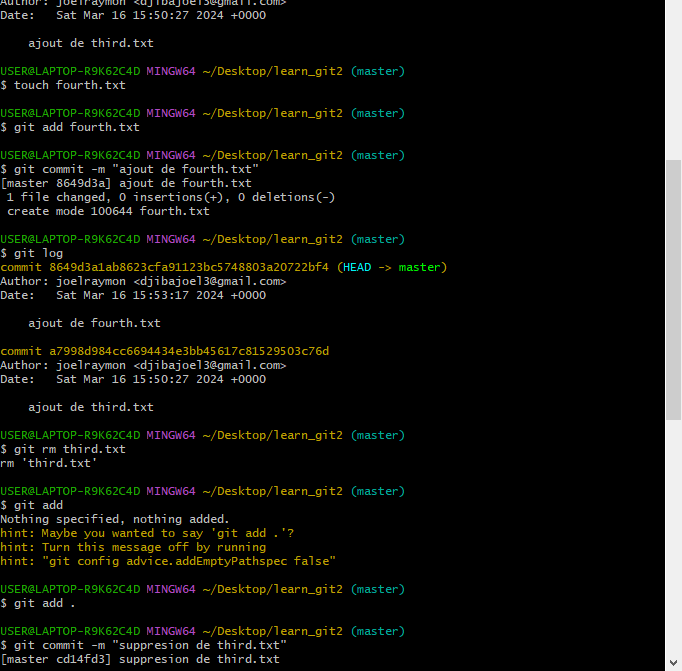 Author: joelraymon <djibajoel3@gmail.com>
Date:   Sat Mar 16 15:50:27 2024 +0000
    ajout de third.txt
USER@LAPTOP-R9K62C4D MINGW64 ~/Desktop/learn_git2 (master)
$ touch fourth.txt
USER@LAPTOP-R9K62C4D MINGW64 ~/Desktop/learn_git2 (master)
$ git add fourth.txt
USER@LAPTOP-R9K62C4D MINGW64 ~/Desktop/learn_git2 (master)
$ git commit -m "ajout de fourth.txt"
[master 8649d3a] ajout de fourth.txt
 1 file changed, 0 insertions(+), 0 deletions(-)
 create mode 100644 fourth.txt
USER@LAPTOP-R9K62C4D MINGW64 ~/Desktop/learn_git2 (master)
$ git log
commit 8649d3a1ab8623cfa91123bc5748803a20722bf4 (HEAD -> master)
Author: joelraymon <djibajoel3@gmail.com>
Date:   Sat Mar 16 15:53:17 2024 +0000
    ajout de fourth.txt
commit a7998d984cc6694434e3bb45617c81529503c76d
Author: joelraymon <djibajoel3@gmail.com>
Date:   Sat Mar 16 15:50:27 2024 +0000
    ajout de third.txt
USER@LAPTOP-R9K62C4D MINGW64 ~/Desktop/learn_git2 (master)
$ git rm third.txt
rm 'third.txt'
USER@LAPTOP-R9K62C4D MINGW64 ~/Desktop/learn_git2 (master)
$ git add
Nothing specified, nothing added.
hint: Maybe you wanted to say 'git add .'?
hint: Turn this message off by running
hint: "git config advice.addEmptyPathspec false"
USER@LAPTOP-R9K62C4D MINGW64 ~/Desktop/learn_git2 (master)
$ git add .
USER@LAPTOP-R9K62C4D MINGW64 ~/Desktop/learn_git2 (master)
$ git commit -m "suppresion de third.txt"
[master cd14fd3] suppresion de third.txt